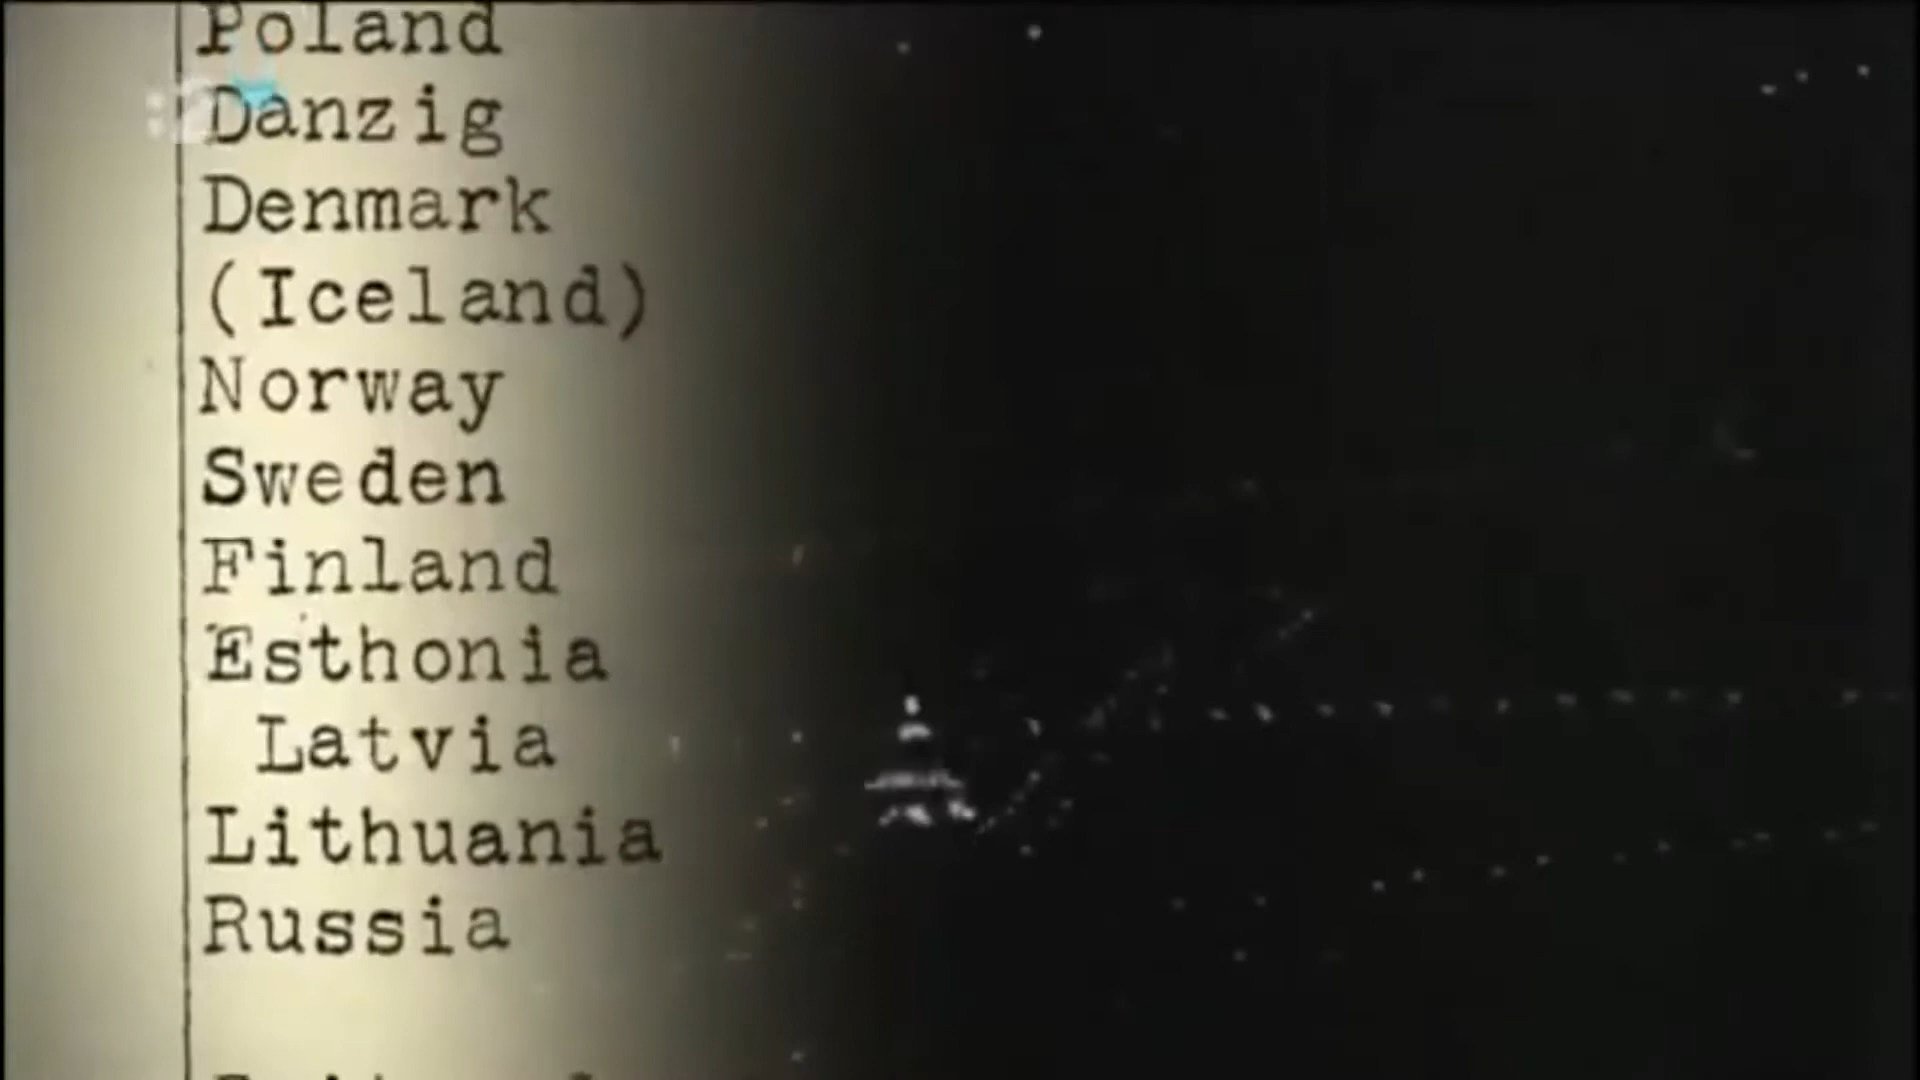 Poland
Danzig
Denmark
(Iceland)
Norway
Sweden
Finland
Esthonia
Latvia
Lithuania
Russia